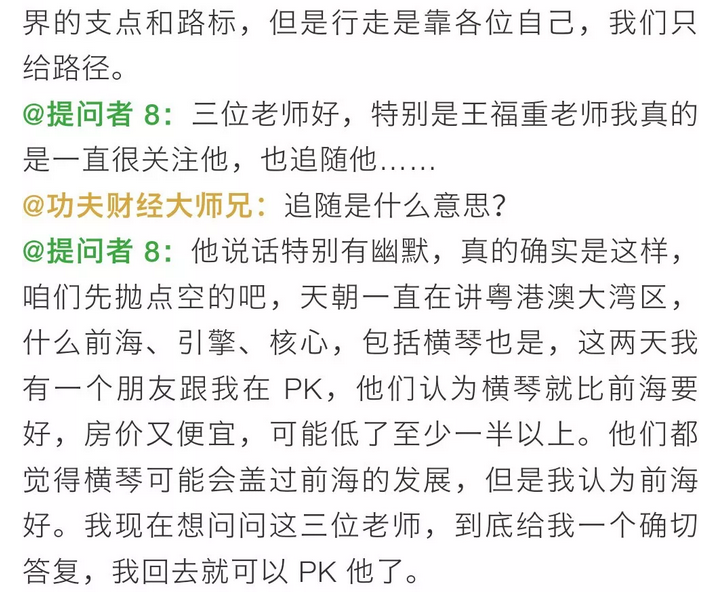 界的支点和路标，但是行走是靠各位自己，我们只
给路径。
@提问者 8：三位老师好，特别是王福重老师我真的
是一直很关注他，也追随他……
@功夫财经大师兄：追随是什么意思？
@提问者 8：他说话特别有幽默，真的确实是这样，
咱们先抛点空的吧，天朝一直在讲粤港澳大湾区，
什么前海、引擎、核心，包括横琴也是，这两天我
有一个朋友跟我在 PK，他们认为横琴就比前海要
好，房价又便宜，可能低了至少一半以上。他们都
觉得横琴可能会盖过前海的发展，但是我认为前海
好。我现在想问问这三位老师，到底给我一个确切
答复，我回去就可以 PK 他了。